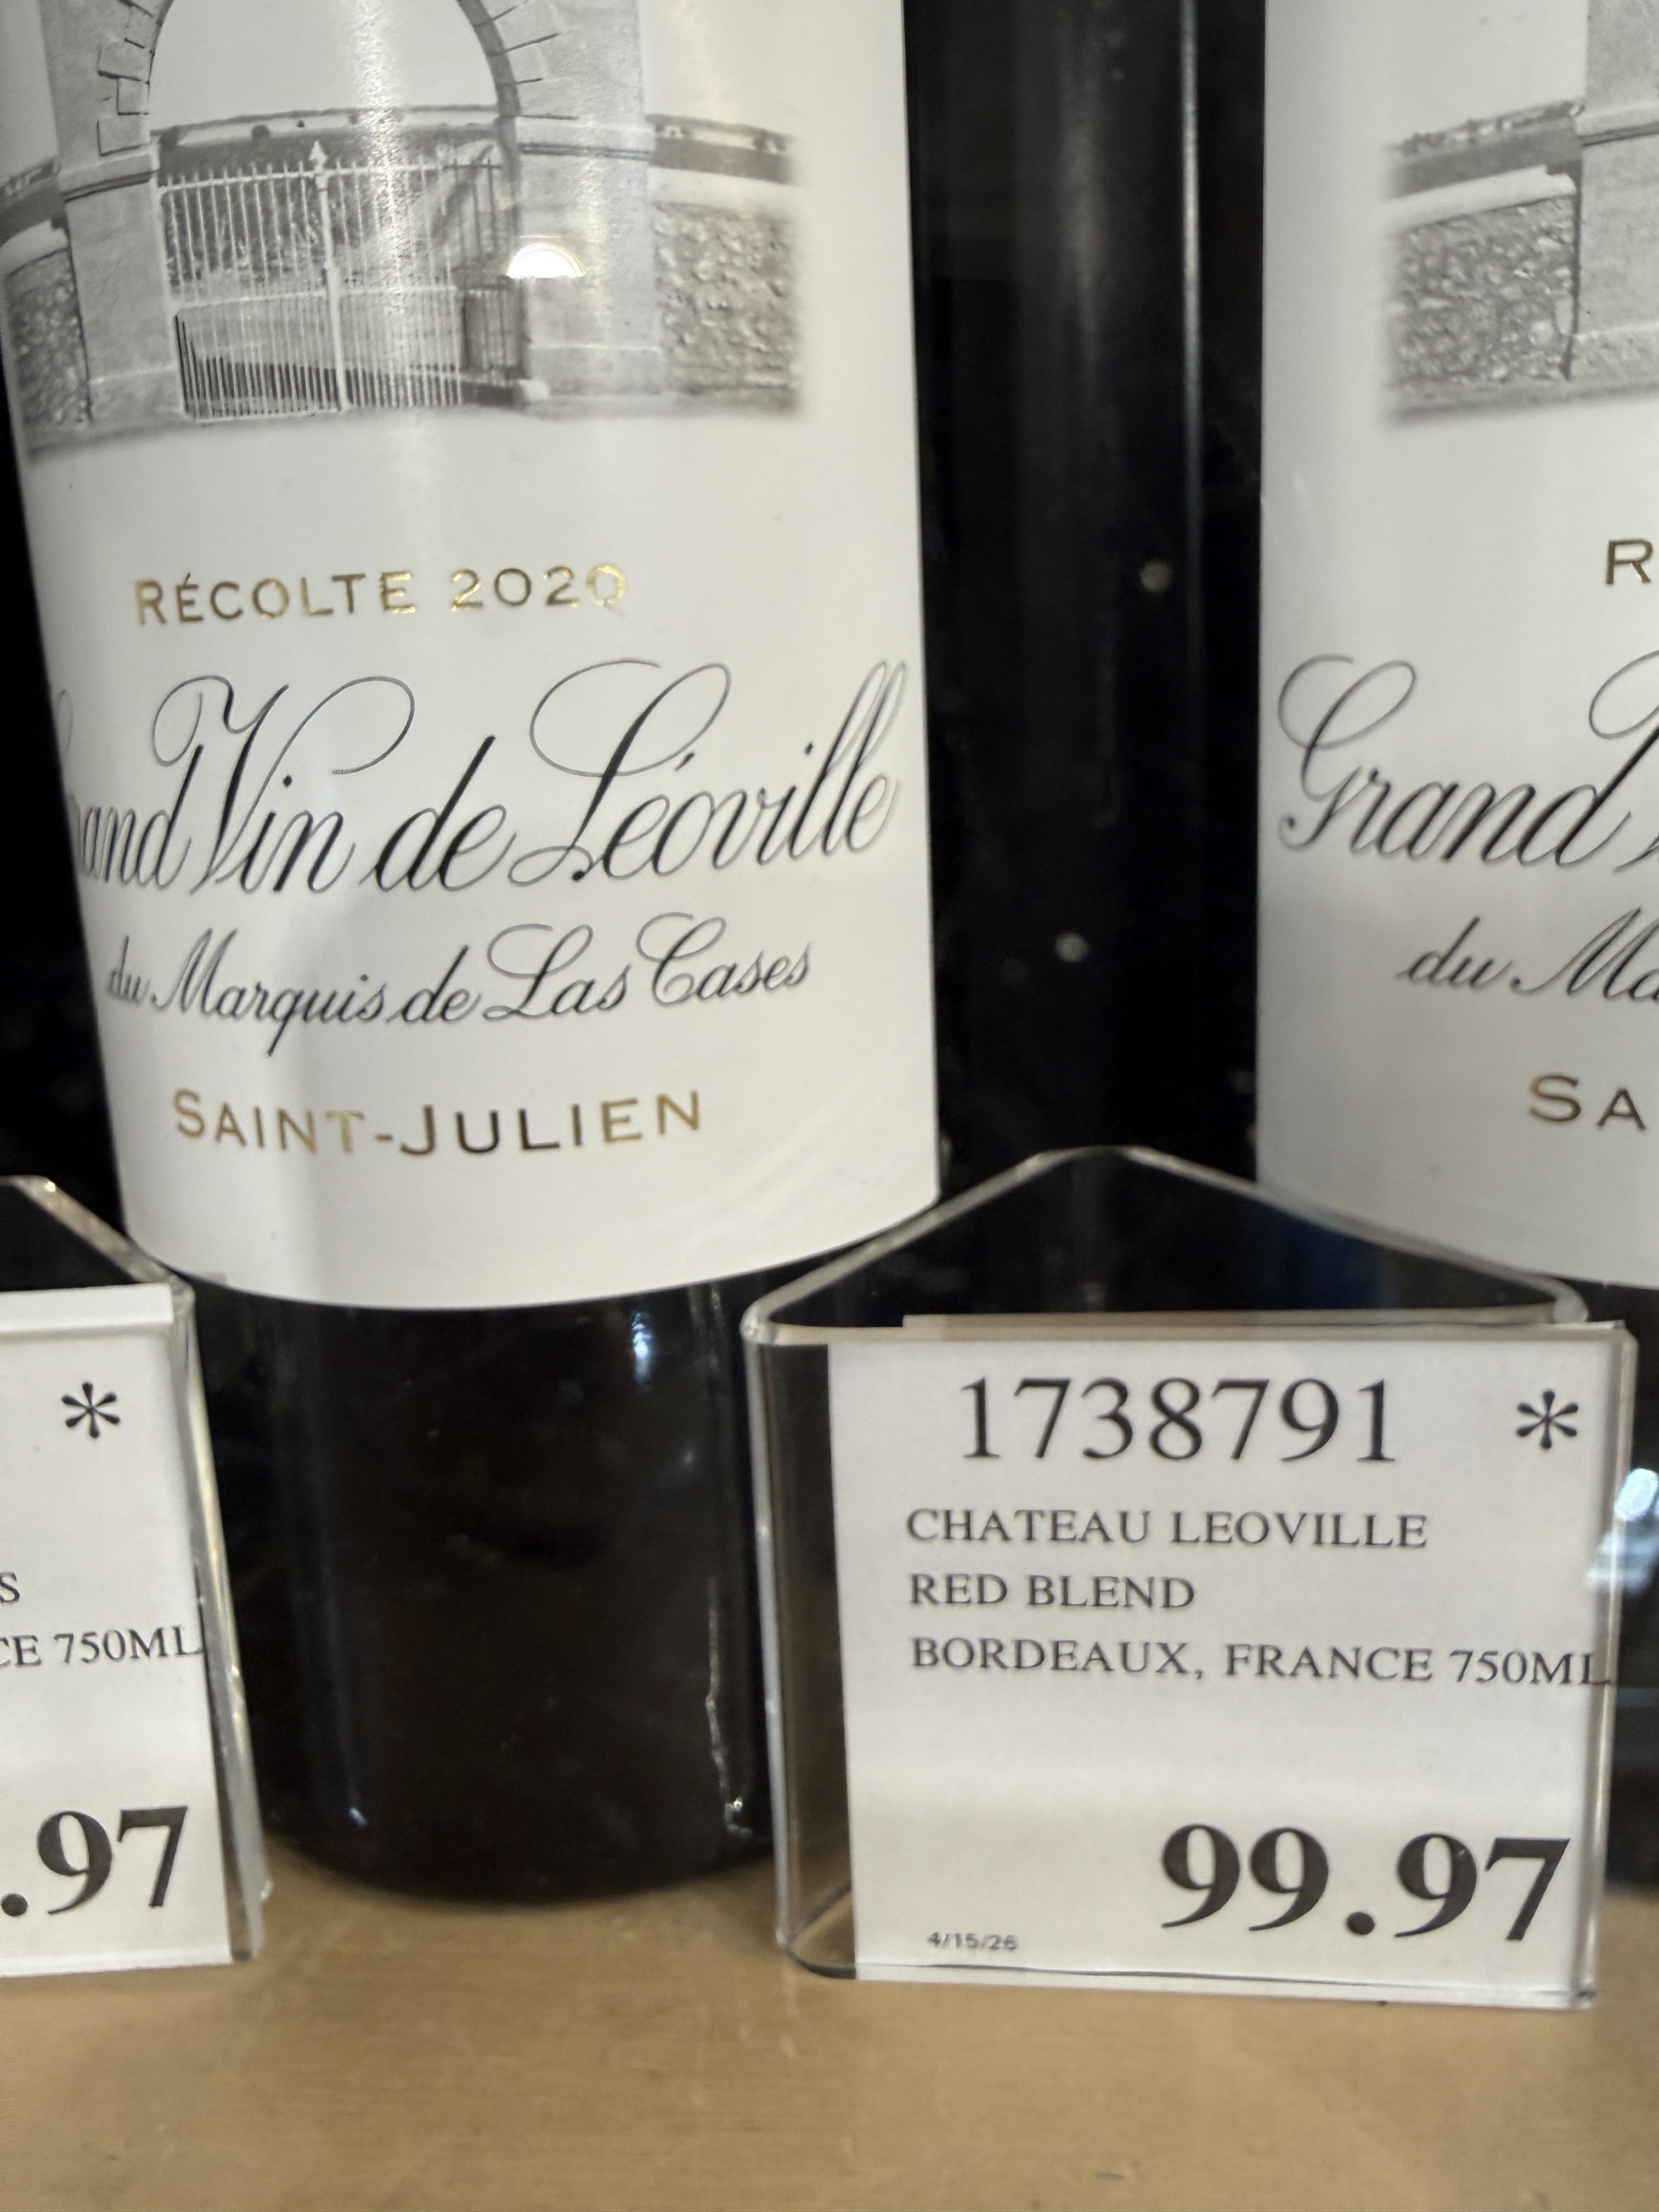 RÉCOLTE 2020
Grand Vin de Léoville
du Marquis de Las Cases
SAINT-JULIEN
R
Grand
du Ma
SA
*
S
CE 750ML
.97
1738791 *
CHATEAU LEOVILLE
RED BLEND
BORDEAUX, FRANCE 750ML
99.97
4/15/26